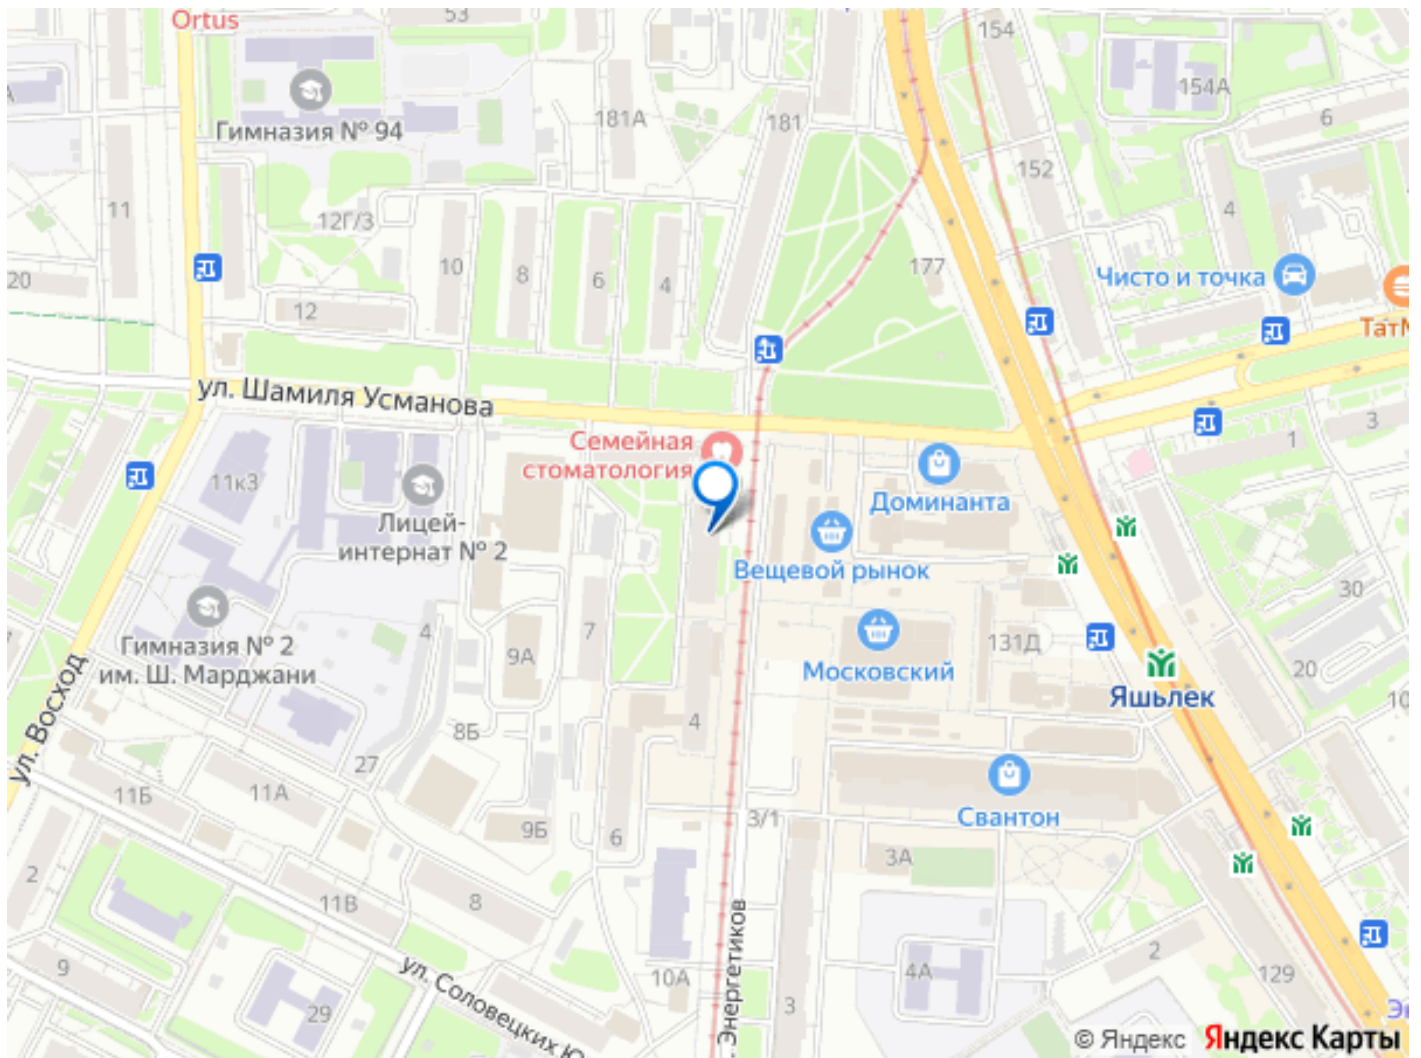 Ortus
53
154
154А
6
Гимназия № 94
181А
181
152
11
12Г/3
4
10
8
6
4
177
20
12
Чисто и точка
ТатМ
ул. Шамиля Усманова
3
1
Семейная
стоматология
11к3
Доминанта
Лицей-
интернат № 2
Вещевой рынок
30
Гимназия № 2
им. Ш. Марджани
4
7
9А
131Д
20
Московский
Яшьлек
10
ул. Восход
8Б
4
27
11Б
11А
9Б
6
3/1
Свантон
2
3А
11В
8
ул. Соловецких Ю
Энергетиков
9
10А
4А
2
129
29
3
© Яндекс Яндекс Карты